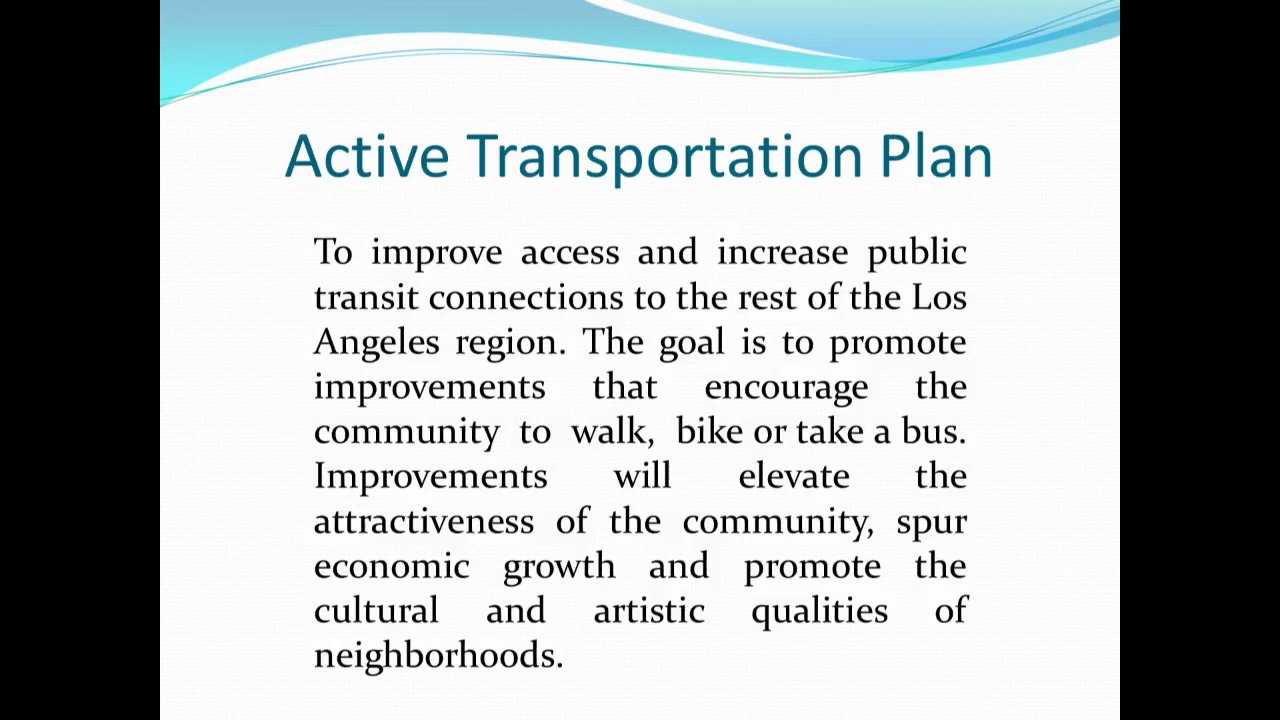 Active Transportation Plan
To improve access and increase public
transit connections to the rest of the Los
Angeles region. The goal is to promote
improvements that encourage the
community to walk, bike or take a bus.
Improvements will elevate the
attractiveness of the community, spur
economic growth and promote the
cultural and artistic qualities of
neighborhoods.